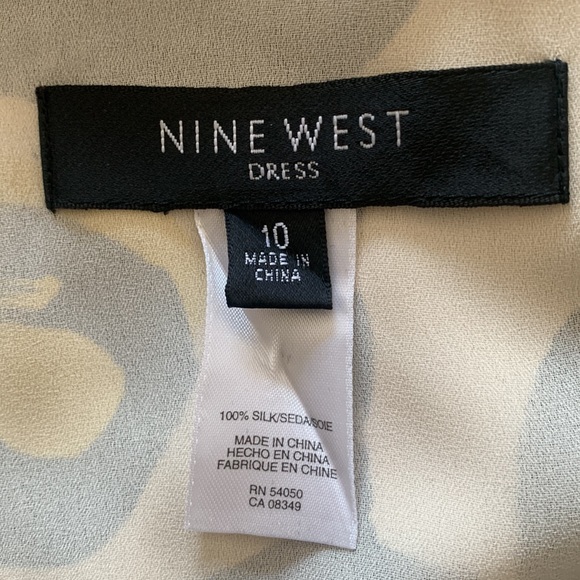 NINE WEST
DRESS
10
MADE IN
CHINA
100% SILK/SEDA/SOIE
MADE IN CHINA
HECHO EN CHINA
FABRIQUE EN CHINE
RN 54050
CA 08349